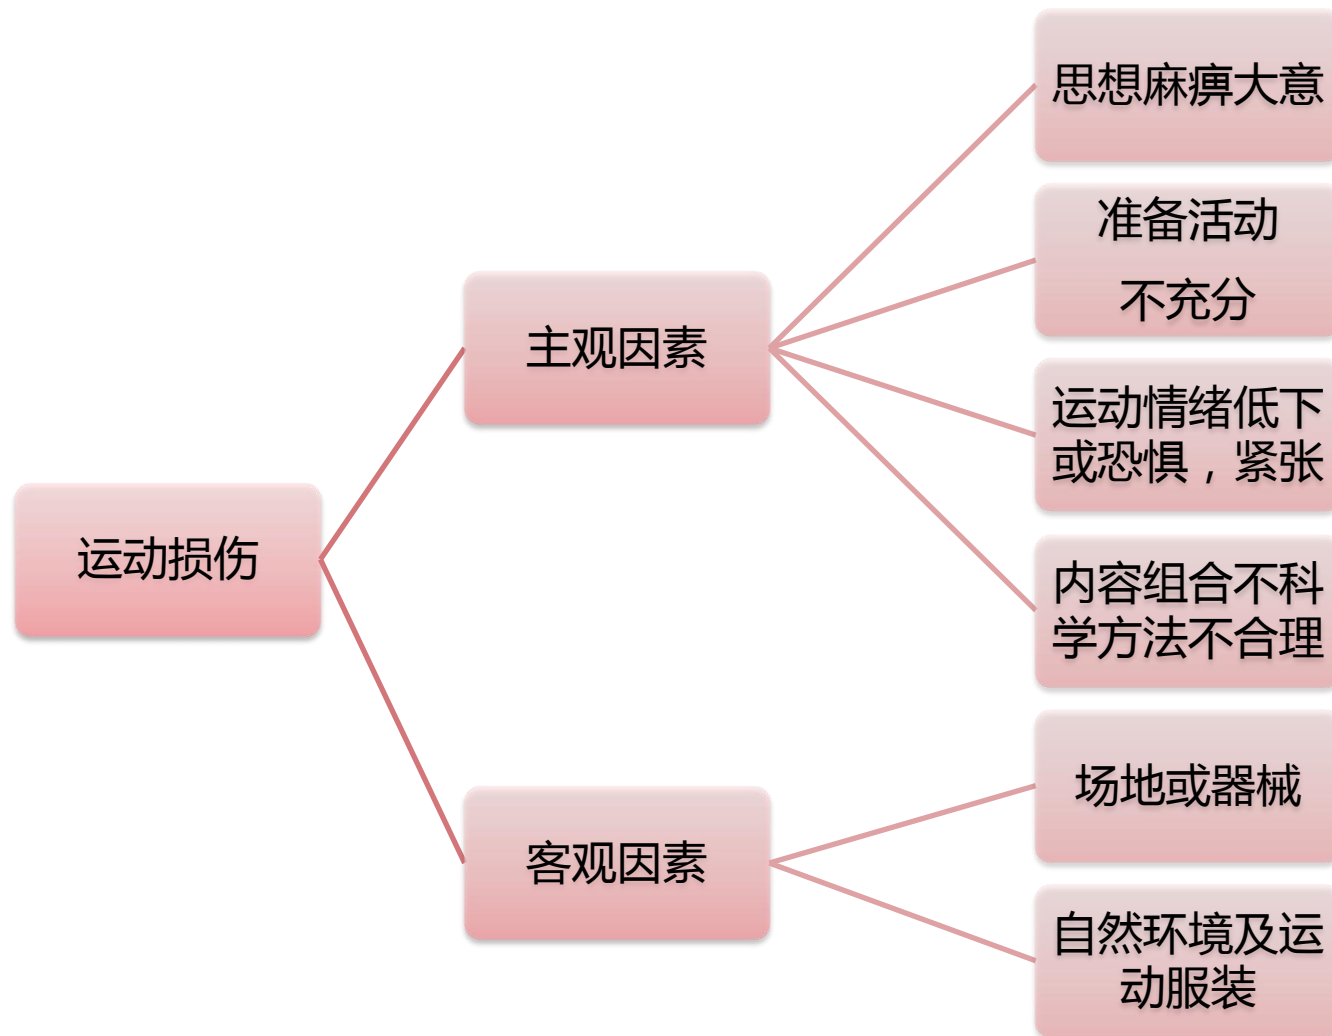 思想麻痹大意
准备活动
不充分
主观因素
运动情绪低下
或恐惧，紧张
运动损伤
内容组合不科
学方法不合理
场地或器械
客观因素
自然环境及运
动服装